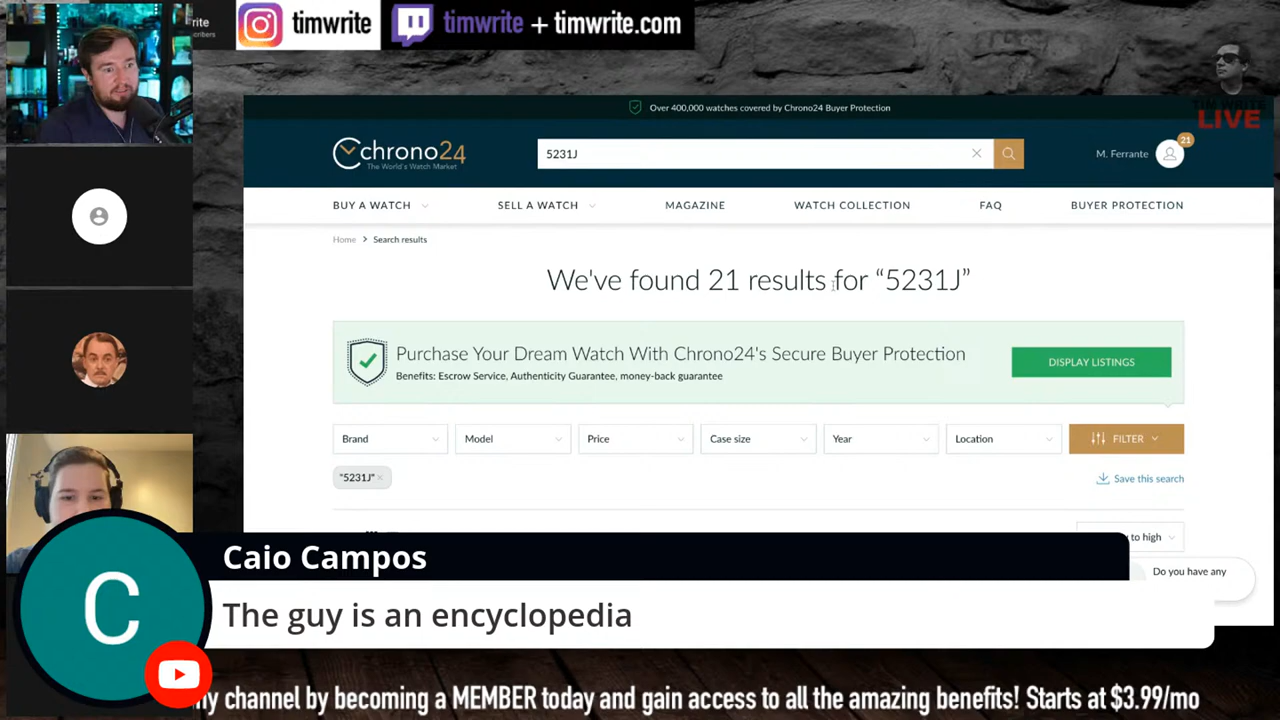 rite
scribers
timwrite
timwrite + timwrite.com
TIM WRITE
LIVE
Over 400,000 watches covered by Chrono24 Buyer Protection
Chrono24
The World's Watch Market
5231J
M. Ferrante
21
BUY A WATCH
SELL A WATCH
MAGAZINE
WATCH COLLECTION
FAQ
BUYER PROTECTION
Home > Search results
We've found 21 results for “5231J”
Purchase Your Dream Watch With Chrono24's Secure Buyer Protection
Benefits: Escrow Service, Authenticity Guarantee, money-back guarantee
DISPLAY LISTINGS
Brand
Model
Price
Case size
Year
Location
FILTER
"5231J" ×
Save this search
to high
Do you have any
C
Caio Campos
The guy is an encyclopedia
ny channel by becoming a MEMBER today and gain access to all the amazing benefits! Starts at $3.99/mo